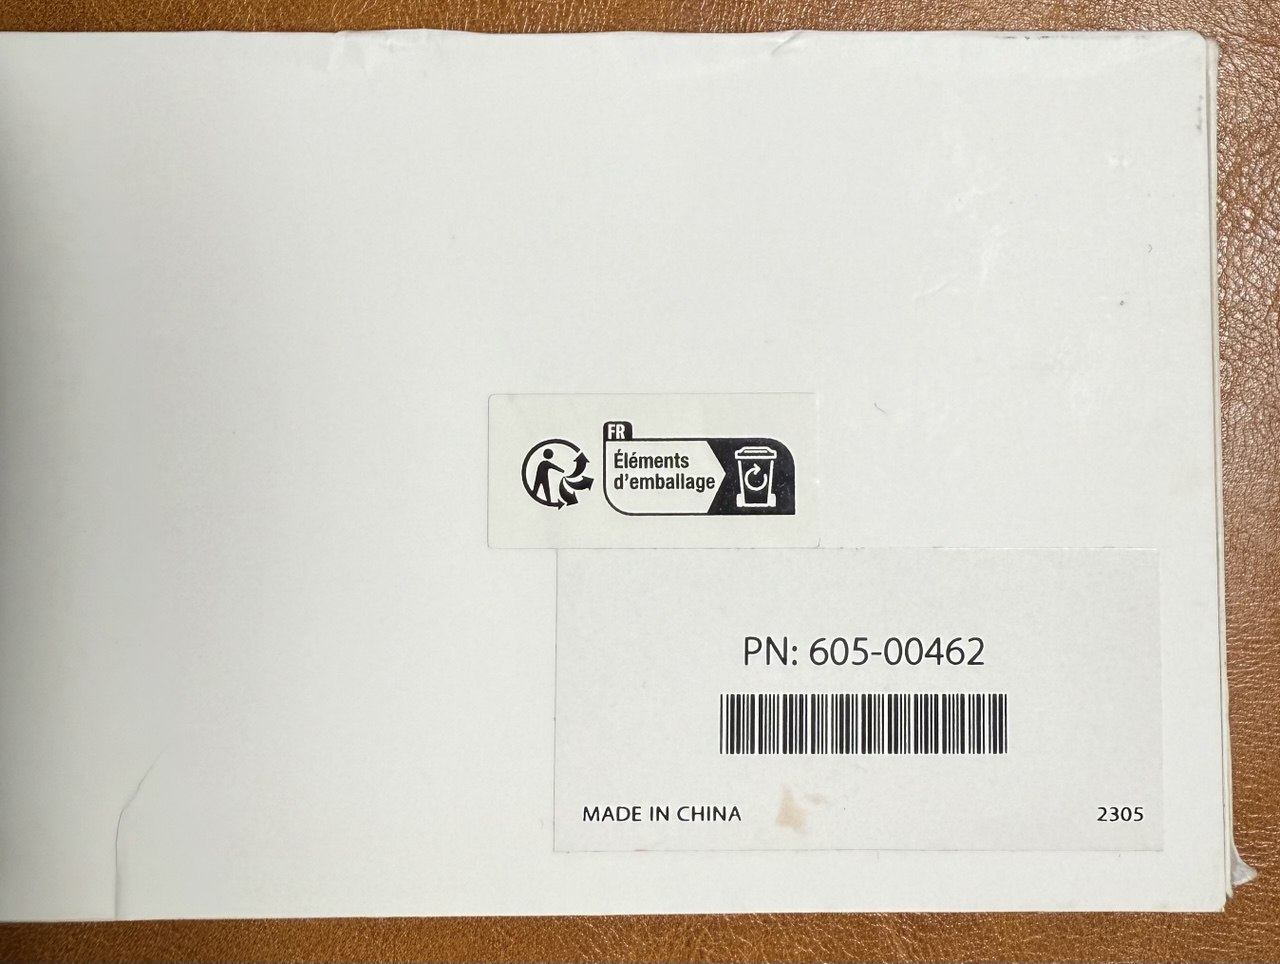 FR
Éléments
d'emballage
PN: 605-00462
MADE IN CHINA
2305